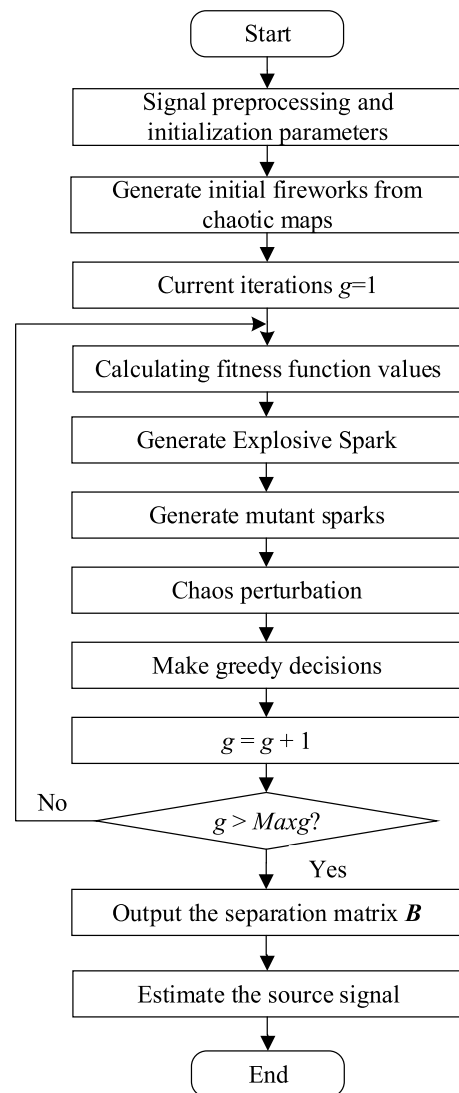 Start
Signal preprocessing and
initialization parameters
Generate initial fireworks from
chaotic maps
Current iterations g=1
Calculating fitness function values
Generate Explosive Spark
Generate mutant sparks
Chaos perturbation
Make greedy decisions
g = g + 1
No
g > Maxg?
Yes
Output the separation matrix B
Estimate the source signal
End